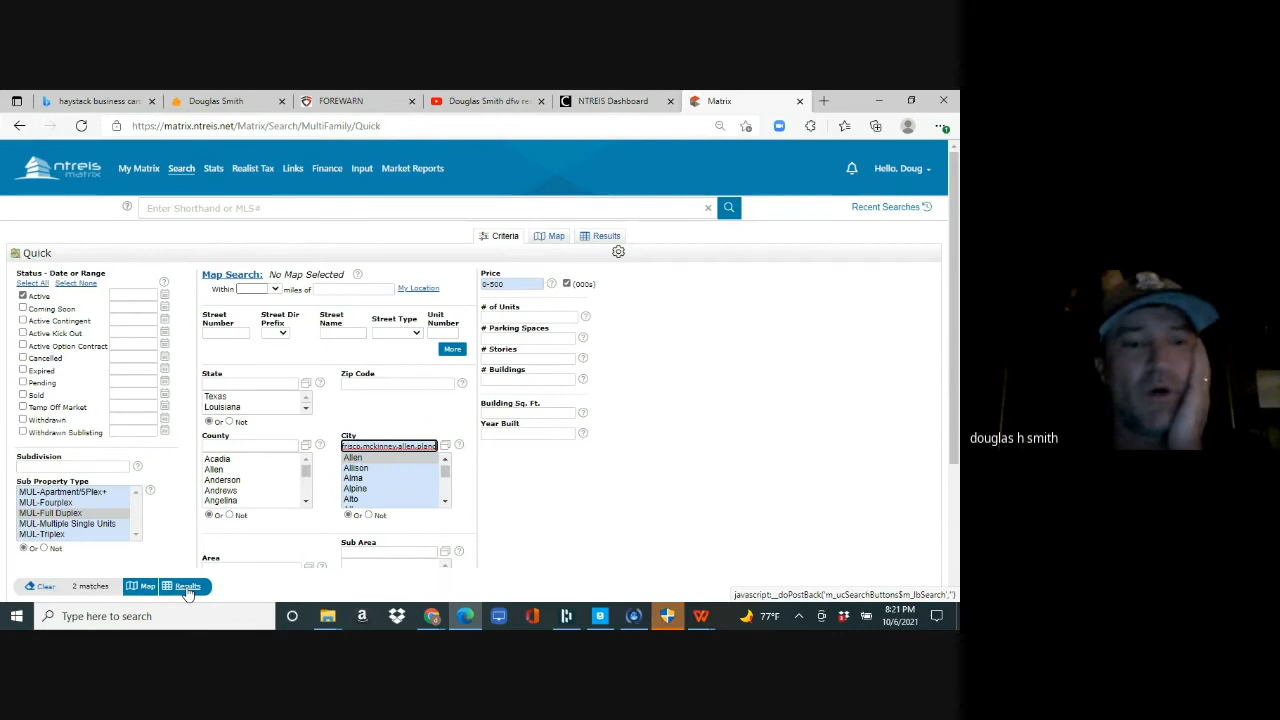 haystack business car
Douglas Smith
FOREWARN
Douglas Smith dfw re
NTREIS Dashboard
Matrix
https://matrix.ntreis.net/Matrix/Search/MultiFamily/Quick
ntreis
matrix
My Matrix
Search
Stats
Realist Tax
Links
Finance
Input
Market Reports
Hello, Doug
Enter Shorthand or MLS#
Recent Searches
Criteria
Map
Results
Quick
Status - Date or Range
Select All
Select None
Active
Coming Soon
Active Contingent
Active Kick Out
Active Option Contract
Cancelled
Expired
Pending
Sold
Temp Off Market
Withdrawn
Withdrawn Sublisting
Subdivision
Sub Property Type
MUL-Apartment/5Plex+
MUL-Fourplex
MUL-Full Duplex
MUL-Multiple Single Units
MUL-Triplex
Or Not
Map Search: No Map Selected
Within miles of My Location
Street Number
Street Dir Prefix
Street Name
Street Type
Unit Number
More
State
Texas
Louisiana
Or Not
Zip Code
County
Acadia
Allen
Anderson
Andrews
Angelina
Or Not
City
frisco,mckinney,allen,plano
Allen
Allison
Alma
Alpine
Alto
Or Not
Area
Sub Area
Price
0-500 (000s)
# of Units
# Parking Spaces
# Stories
# Buildings
Building Sq. Ft.
Year Built
Clear
2 matches
Map
Results
javascript:__doPostBack('m_ucSearchButtons$m_lbSearch','')
Type here to search
77°F
8:21 PM
10/6/2021
douglas h smith